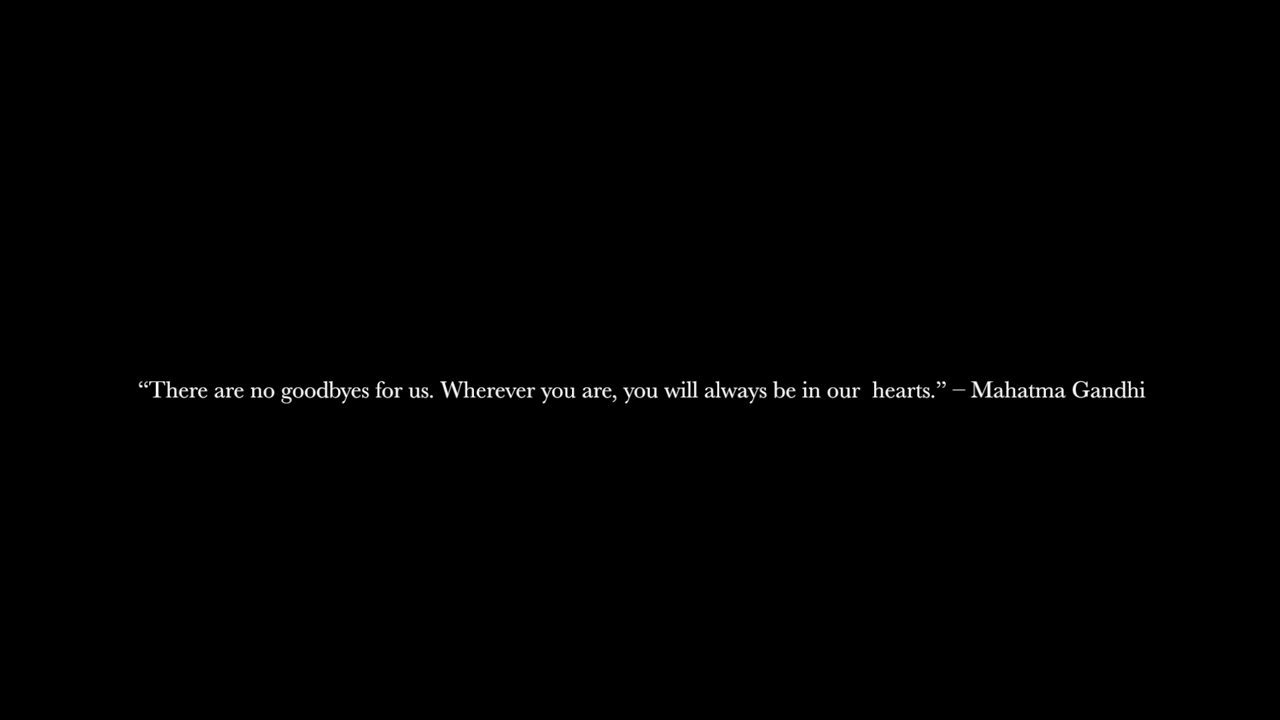 “There are no goodbyes for us. Wherever you are, you will always be in our  hearts.” – Mahatma Gandhi